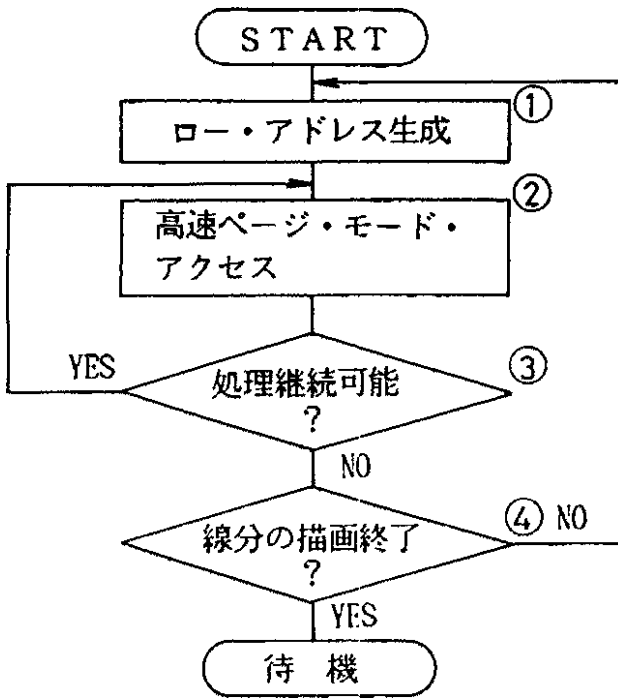 START
①
ロー・アドレス生成
②
高速ページ・モード・
アクセス
YES
③
処理継続可能
?
NO
④ NO
線分の描画終了
?
YES
待 機